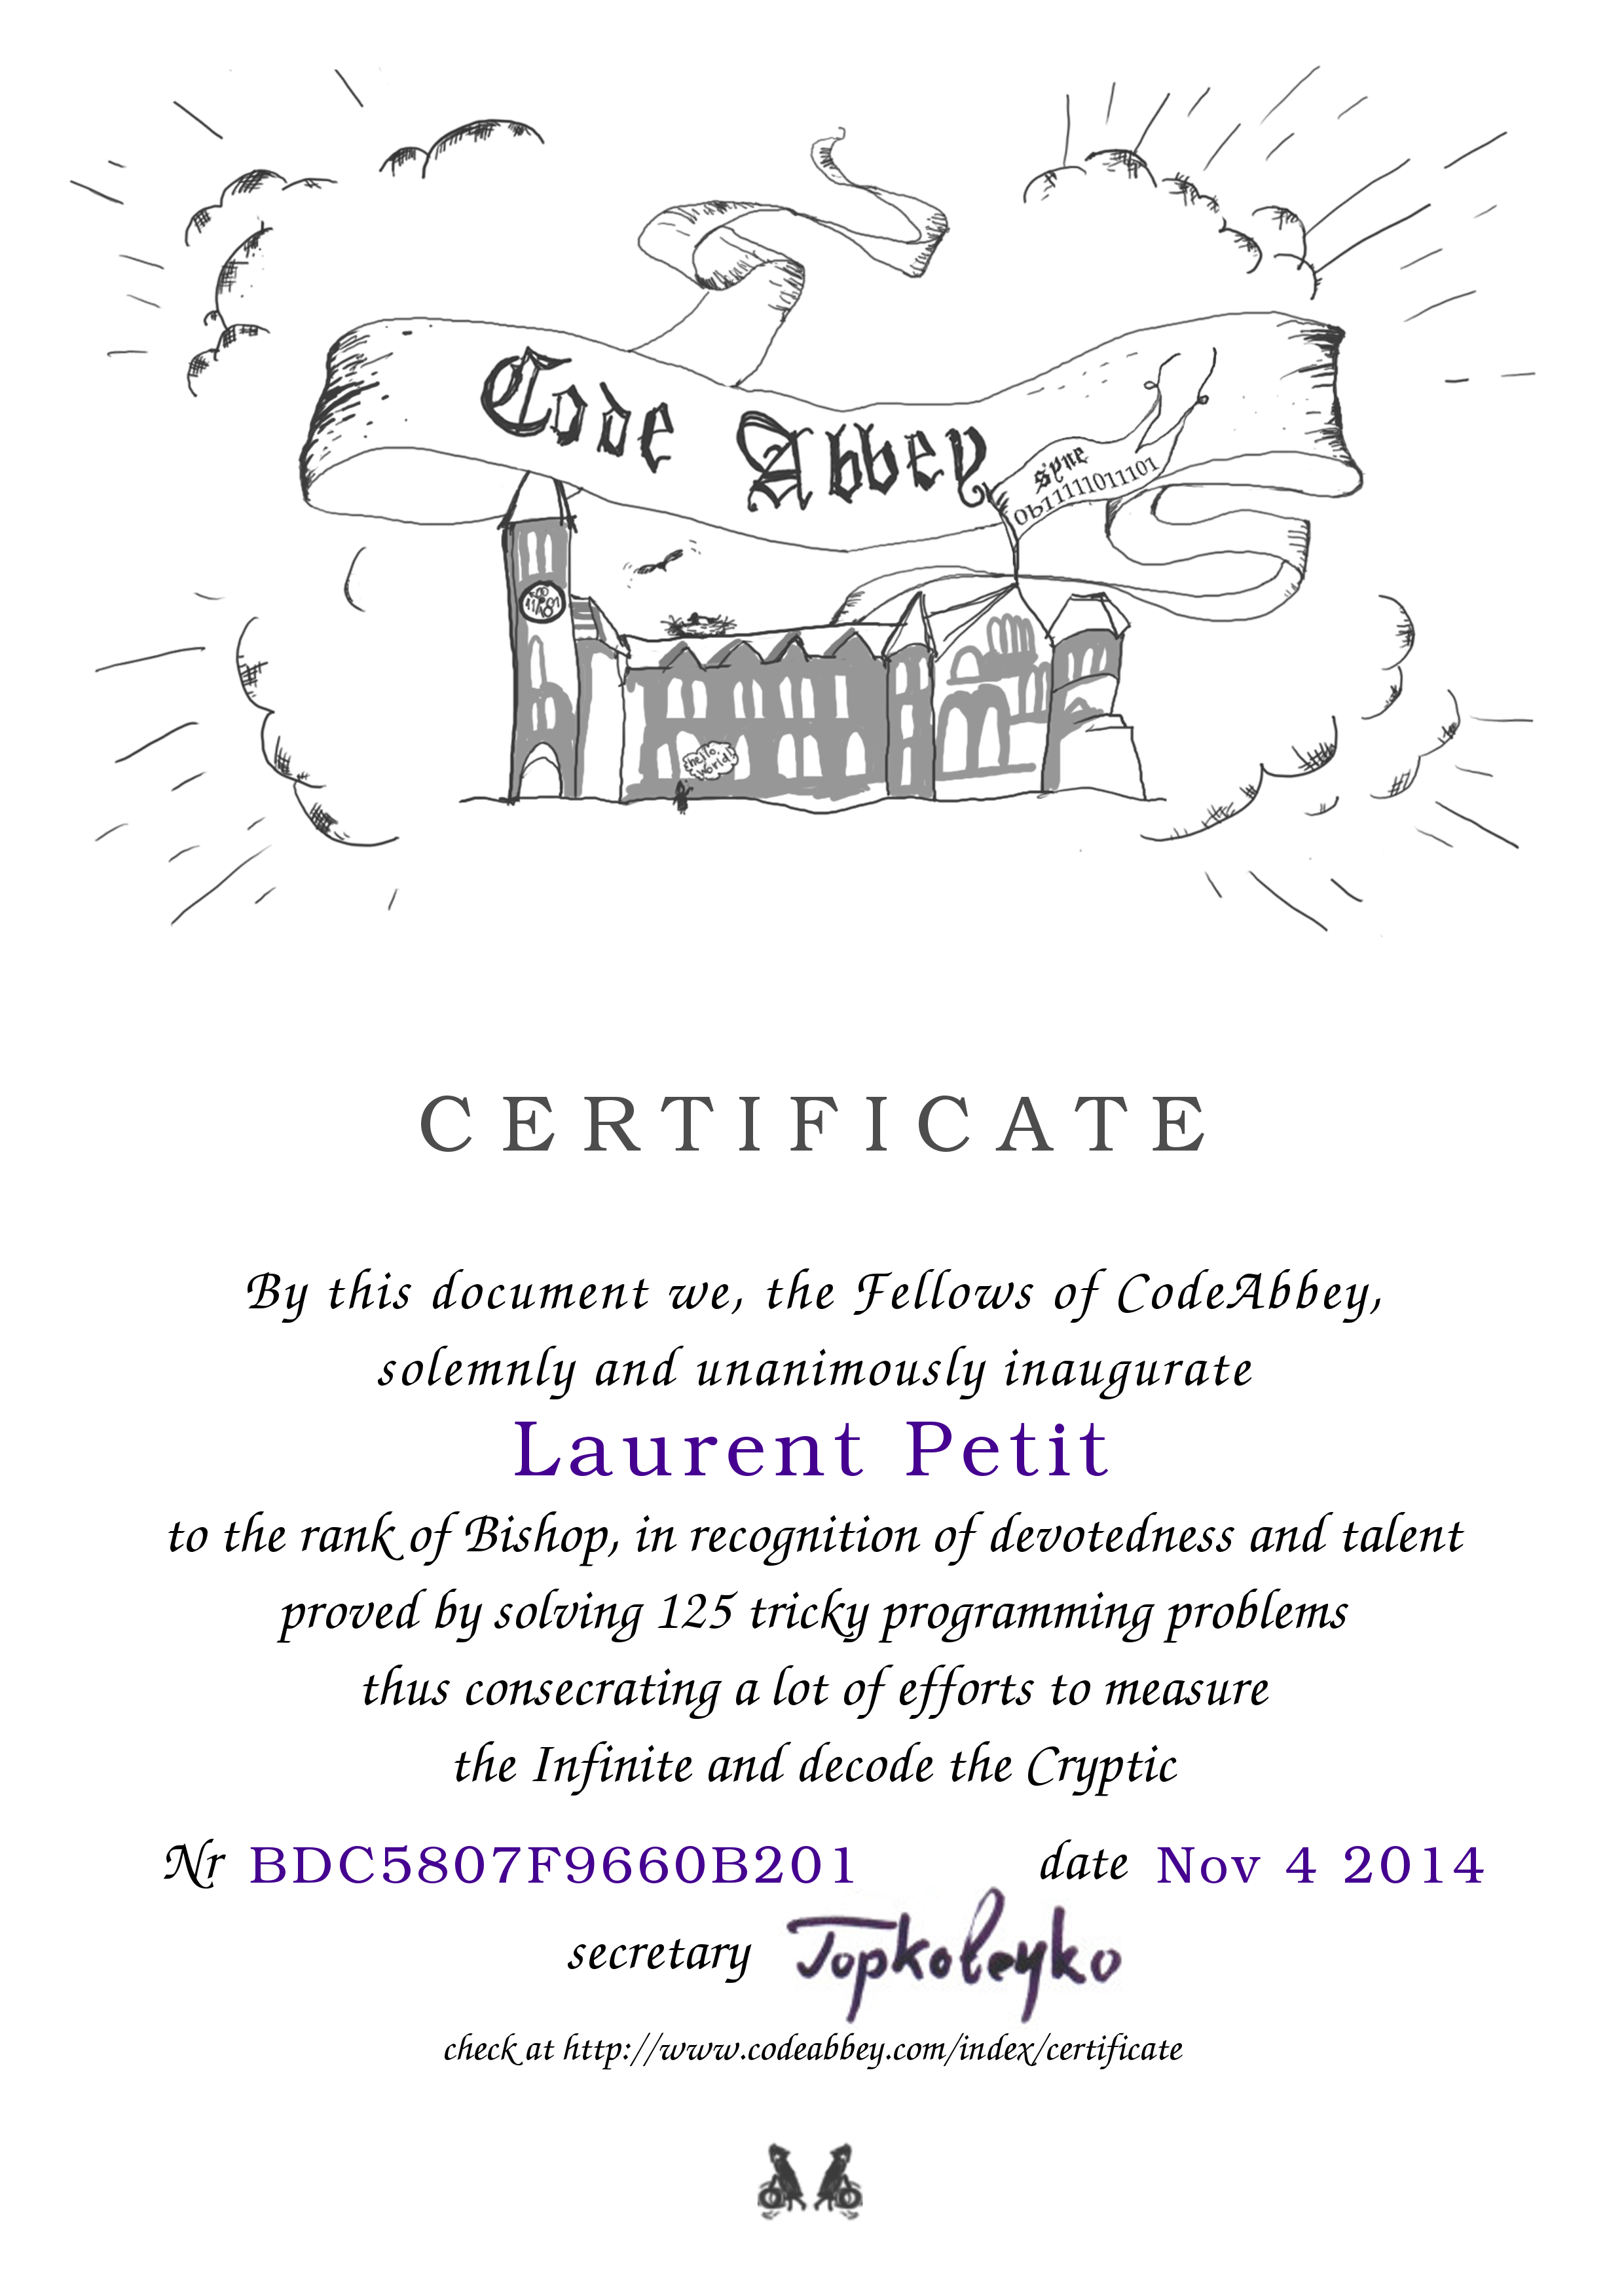 Code Abbey
syne
0b11111011101
hello,
world!
CERTIFICATE
By this document we, the Fellows of CodeAbbey,
solemnly and unanimously inaugurate
Laurent Petit
to the rank of Bishop, in recognition of devotedness and talent
proved by solving 125 tricky programming problems
thus consecrating a lot of efforts to measure
the Infinite and decode the Cryptic
Nr BDC5807F9660B201 date Nov 4 2014
secretary
check at http://www.codeabbey.com/index/certificate